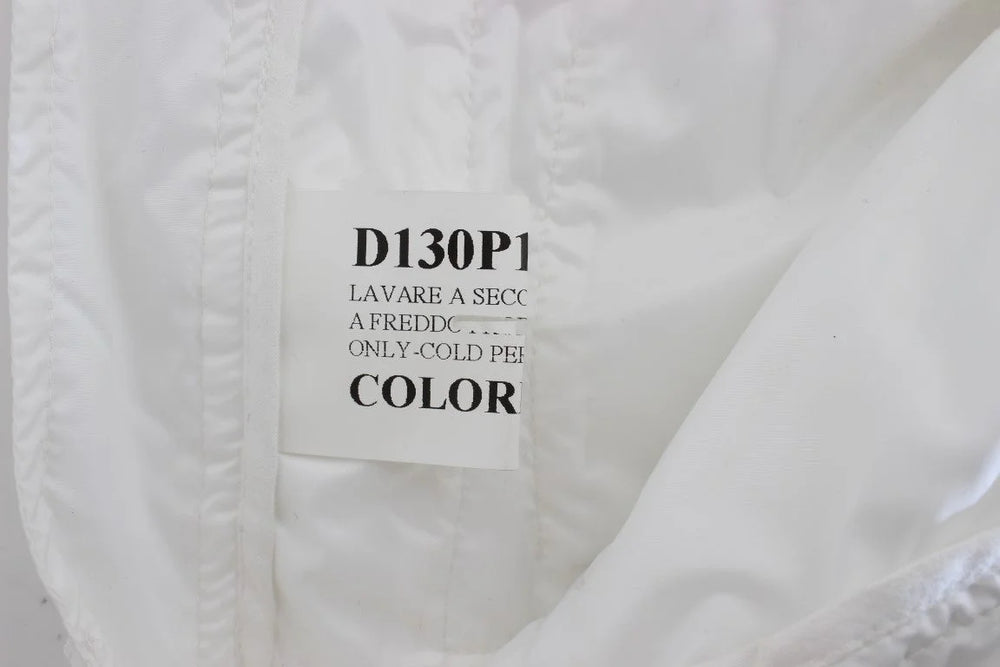 D130P1
LAVARE A SECC
A FREDDO
ONLY-COLD PER
COLOR